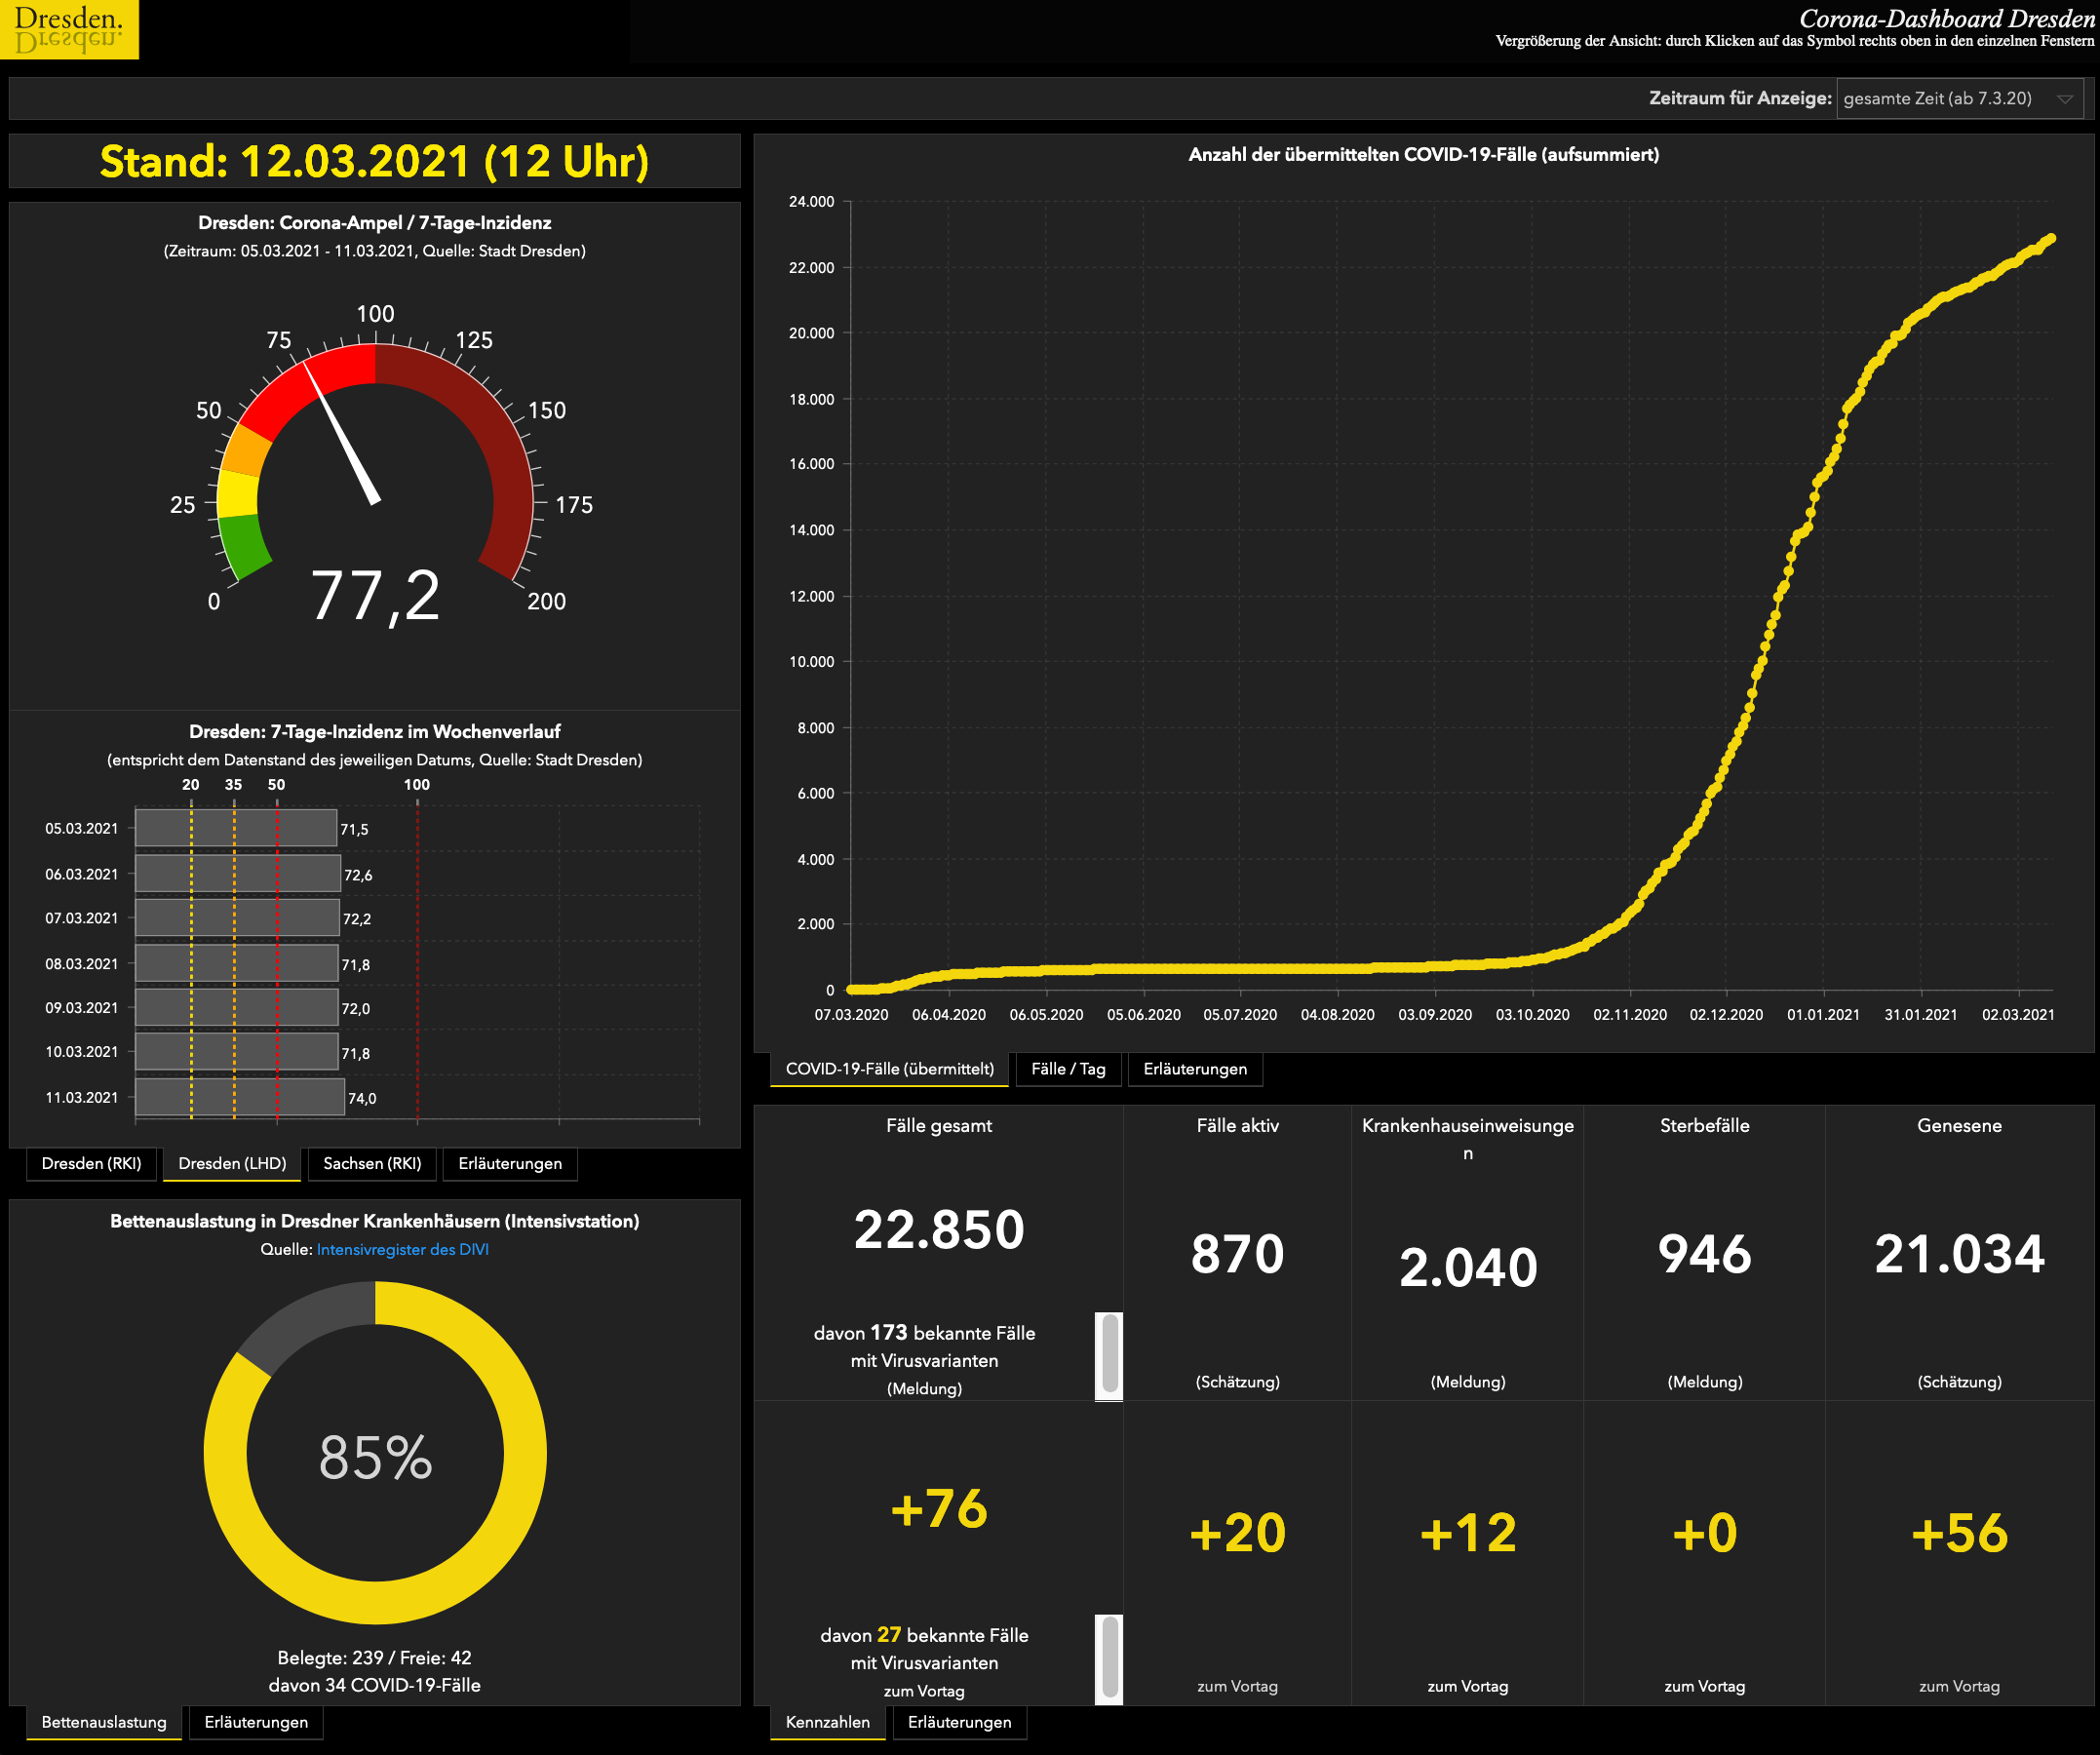 Dresden.
Dresden.
Corona-Dashboard Dresden
Vergrößerung der Ansicht: durch Klicken auf das Symbol rechts oben in den einzelnen Fenstern
Zeitraum für Anzeige: gesamte Zeit (ab 7.3.20)
Stand: 12.03.2021 (12 Uhr)
Dresden: Corona-Ampel / 7-Tage-Inzidenz
(Zeitraum: 05.03.2021 - 11.03.2021, Quelle: Stadt Dresden)
0
25
50
75
100
125
150
175
200
77,2
Dresden: 7-Tage-Inzidenz im Wochenverlauf
(entspricht dem Datenstand des jeweiligen Datums, Quelle: Stadt Dresden)
20 35 50 100
05.03.2021 71,5
06.03.2021 72,6
07.03.2021 72,2
08.03.2021 71,8
09.03.2021 72,0
10.03.2021 71,8
11.03.2021 74,0
Dresden (RKI) Dresden (LHD) Sachsen (RKI) Erläuterungen
Bettenauslastung in Dresdner Krankenhäusern (Intensivstation)
Quelle: Intensivregister des DIVI
85%
Belegte: 239 / Freie: 42
davon 34 COVID-19-Fälle
Bettenauslastung Erläuterungen
Anzahl der übermittelten COVID-19-Fälle (aufsummiert)
24.000
22.000
20.000
18.000
16.000
14.000
12.000
10.000
8.000
6.000
4.000
2.000
0
07.03.2020 06.04.2020 06.05.2020 05.06.2020 05.07.2020 04.08.2020 03.09.2020 03.10.2020 02.11.2020 02.12.2020 01.01.2021 31.01.2021 02.03.2021
COVID-19-Fälle (übermittelt) Fälle / Tag Erläuterungen
Fälle gesamt
22.850
davon 173 bekannte Fälle
mit Virusvarianten
(Meldung)
+76
davon 27 bekannte Fälle
mit Virusvarianten
zum Vortag
Fälle aktiv
870
(Schätzung)
+20
zum Vortag
Krankenhauseinweisunge
n
2.040
(Meldung)
+12
zum Vortag
Sterbefälle
946
(Meldung)
+0
zum Vortag
Genesene
21.034
(Schätzung)
+56
zum Vortag
Kennzahlen Erläuterungen